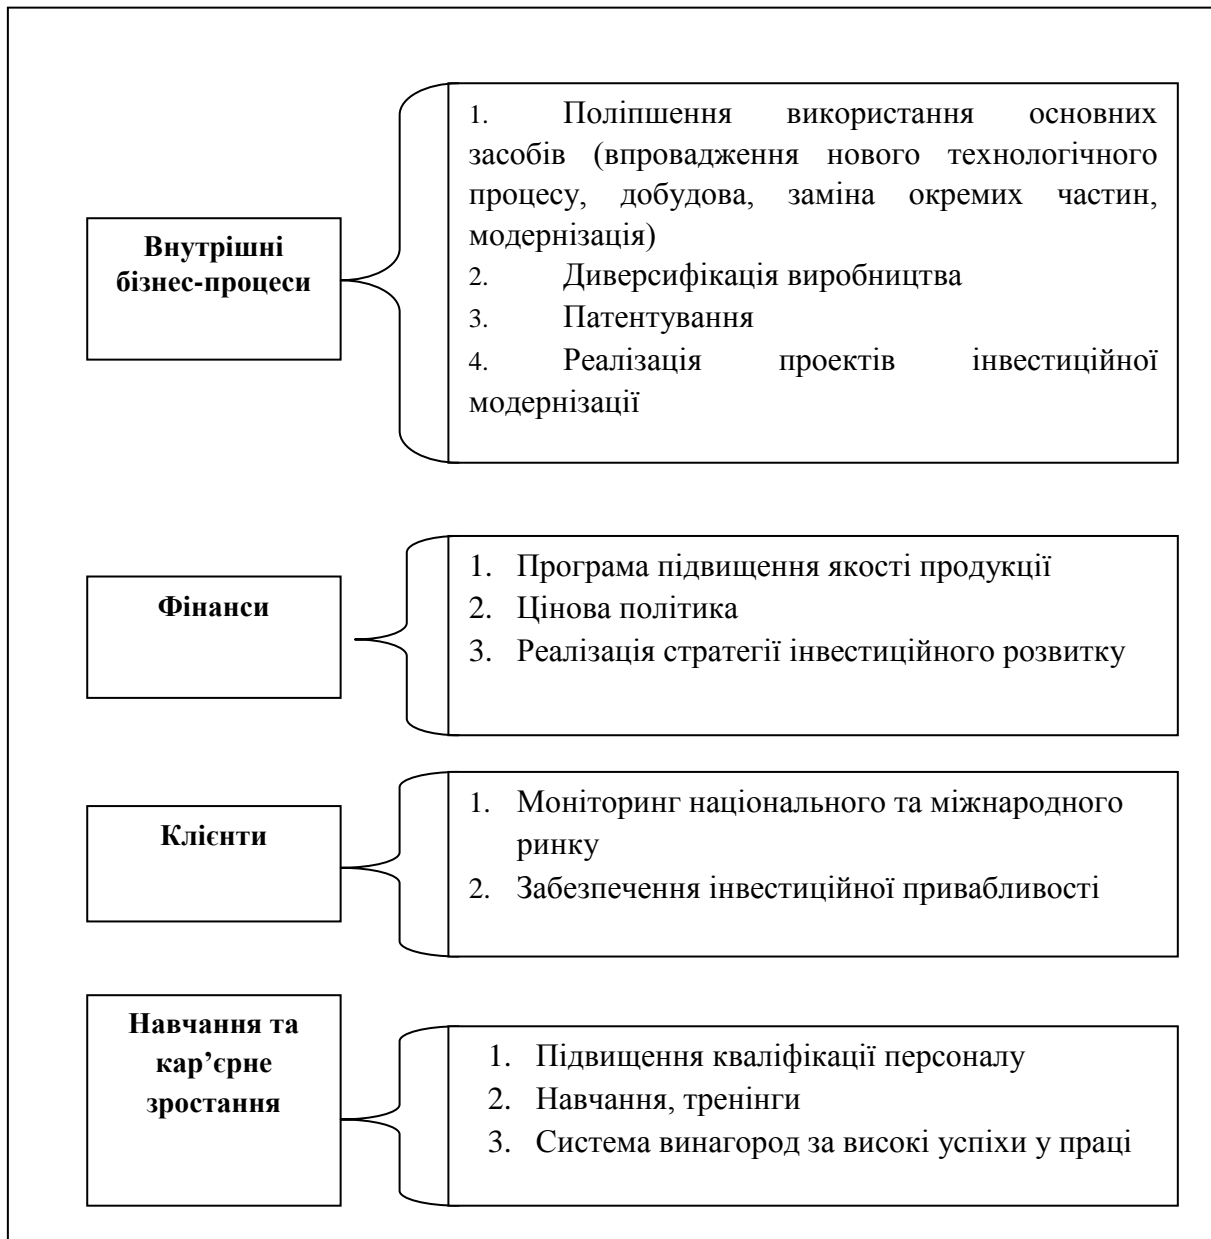 Внутрішні
бізнес-процеси
1. Поліпшення використання основних
засобів (впровадження нового технологічного
процесу, добудова, заміна окремих частин,
модернізація)
2. Диверсифікація виробництва
3. Патентування
4. Реалізація проектів інвестиційної
модернізації
Фінанси
1. Програма підвищення якості продукції
2. Цінова політика
3. Реалізація стратегії інвестиційного розвитку
Клієнти
1. Моніторинг національного та міжнародного
ринку
2. Забезпечення інвестиційної привабливості
Навчання та
кар’єрне
зростання
1. Підвищення кваліфікації персоналу
2. Навчання, тренінги
3. Система винагород за високі успіхи у праці